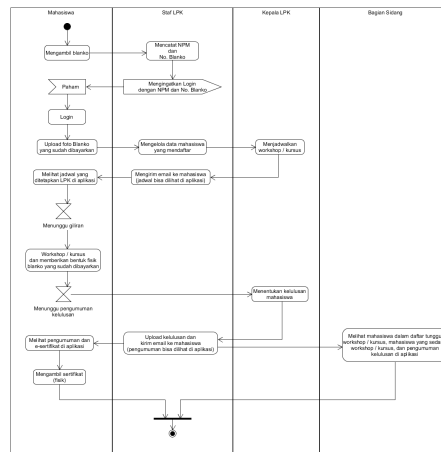 Mahasiswa
Staf LPK
Kepala LPK
Bagian Sidang
Mengambil blanko
Mencatat NPM
dan
No. Blanko
Mengingatkan Login
dengan NPM dan No. Blanko
Paham
Login
Upload foto Blanko
yang sudah dibayarkan
Mengelola data mahasiswa
yang mendaftar
Menjadwalkan
workshop / kursus
Mengirim email ke mahasiswa
(jadwal bisa dilihat di aplikasi)
Melihat jadwal yang
ditetapkan LPK di aplikasi
Menunggu giliran
Workshop / kursus
dan memberikan bentuk fisik
blanko yang sudah dibayarkan
Menunggu pengumuman
kelulusan
Menentukan kelulusan
mahasiswa
Upload kelulusan dan
kirim email ke mahasiswa
(pengumuman bisa dilihat di aplikasi)
Melihat pengumuman dan
e-sertifikat di aplikasi
Melihat mahasiswa dalam daftar tunggu
workshop / kursus, mahasiswa yang seda
workshop / kursus, dan pengumuman
kelulusan di aplikasi
Mengambil sertifikat
(fisik)